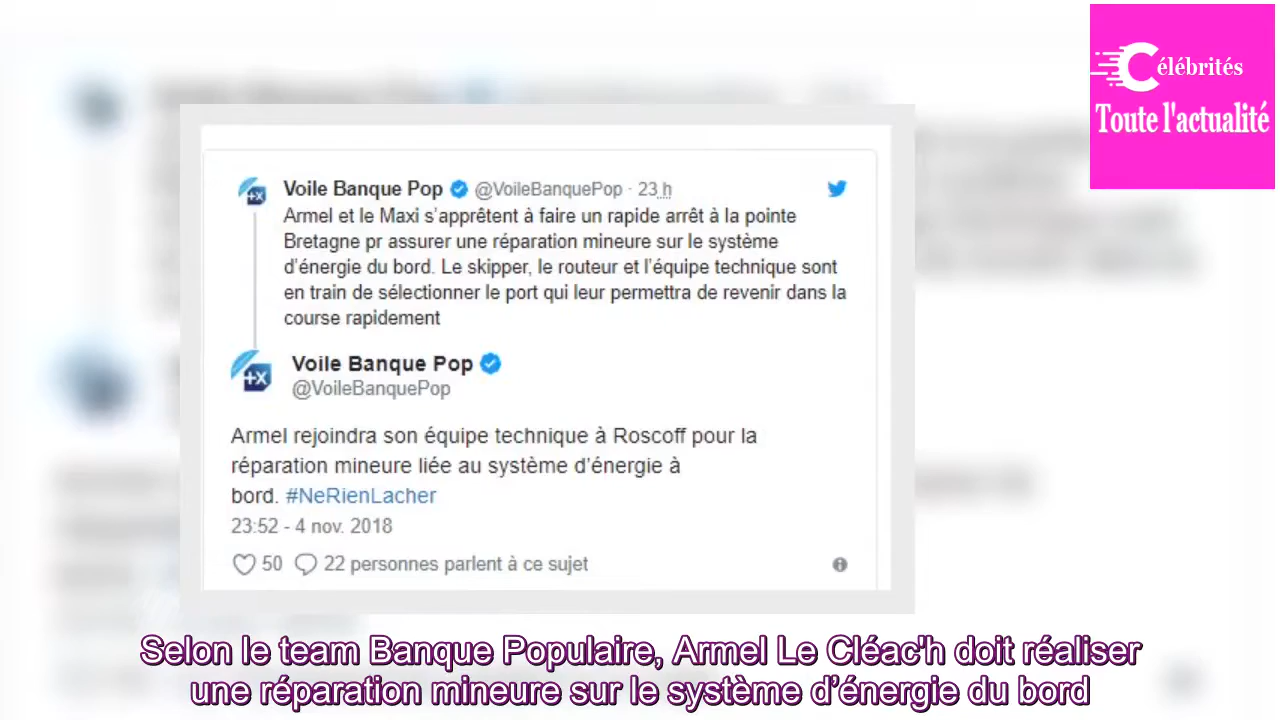 Célébrités
Toute l'actualité
Voile Banque Pop @VoileBanquePop · 23 h
Armel et le Maxi s’apprêtent à faire un rapide arrêt à la pointe
Bretagne pr assurer une réparation mineure sur le système
d’énergie du bord. Le skipper, le routeur et l’équipe technique sont
en train de sélectionner le port qui leur permettra de revenir dans la
course rapidement
Voile Banque Pop
@VoileBanquePop
Armel rejoindra son équipe technique à Roscoff pour la
réparation mineure liée au système d’énergie à
bord. #NeRienLacher
23:52 - 4 nov. 2018
50 22 personnes parlent à ce sujet
Selon le team Banque Populaire, Armel Le Cléac'h doit réaliser
une réparation mineure sur le système d’énergie du bord